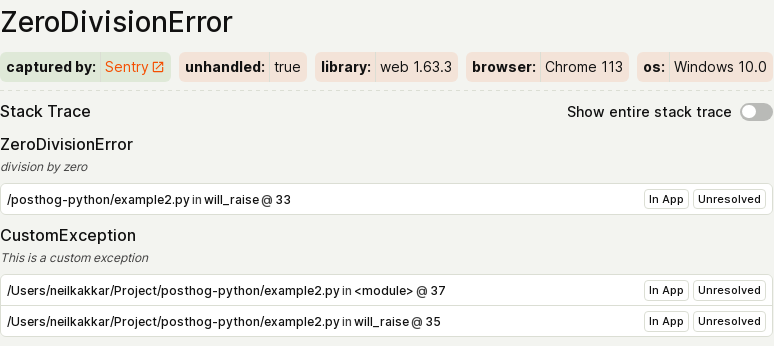 ZeroDivisionError
captured by: Sentry unhandled: true library: web 1.63.3 browser: Chrome 113 os: Windows 10.0
Stack Trace Show entire stack trace
ZeroDivisionError
division by zero
/posthog-python/example2.py in will_raise @ 33 In App Unresolved
CustomException
This is a custom exception
/Users/neilkakkar/Project/posthog-python/example2.py in <module> @ 37 In App Unresolved
/Users/neilkakkar/Project/posthog-python/example2.py in will_raise @ 35 In App Unresolved